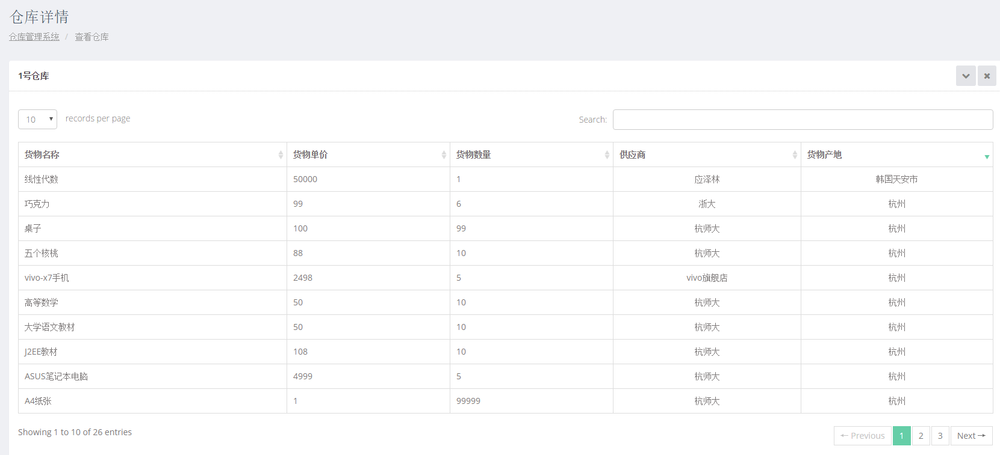 仓库详情
仓库管理系统 / 查看仓库
1号仓库
10 records per page Search:
货物名称 货物单价 货物数量 供应商 货物产地
线性代数 50000 1 应泽林 韩国天安市
巧克力 99 6 浙大 杭州
桌子 100 99 杭师大 杭州
五个核桃 88 10 杭师大 杭州
vivo-x7手机 2498 5 vivo旗舰店 杭州
高等数学 50 10 杭师大 杭州
大学语文教材 50 10 杭师大 杭州
J2EE教材 108 10 杭师大 杭州
ASUS笔记本电脑 4999 5 杭师大 杭州
A4纸张 1 99999 杭师大 杭州
Showing 1 to 10 of 26 entries ← Previous 1 2 3 Next →